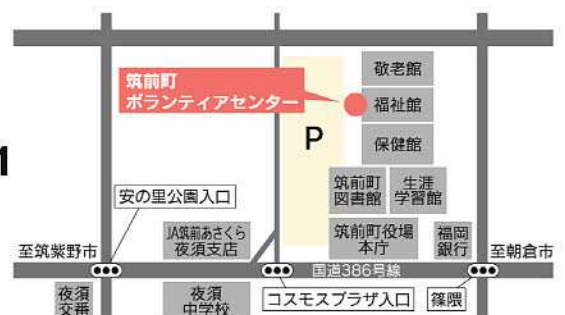 敬老館
筑前町
ボランティアセンター
福祉館
P
保健館
1
筑前町
図書館
生涯
学習館
安の里公園入口
JA筑前あさくら
夜須支店
筑前町役場
本庁
福岡
銀行
至筑紫野市
至朝倉市
国道386号線
夜須
交番
夜須
中学校
コスモスプラザ入口
篠隈